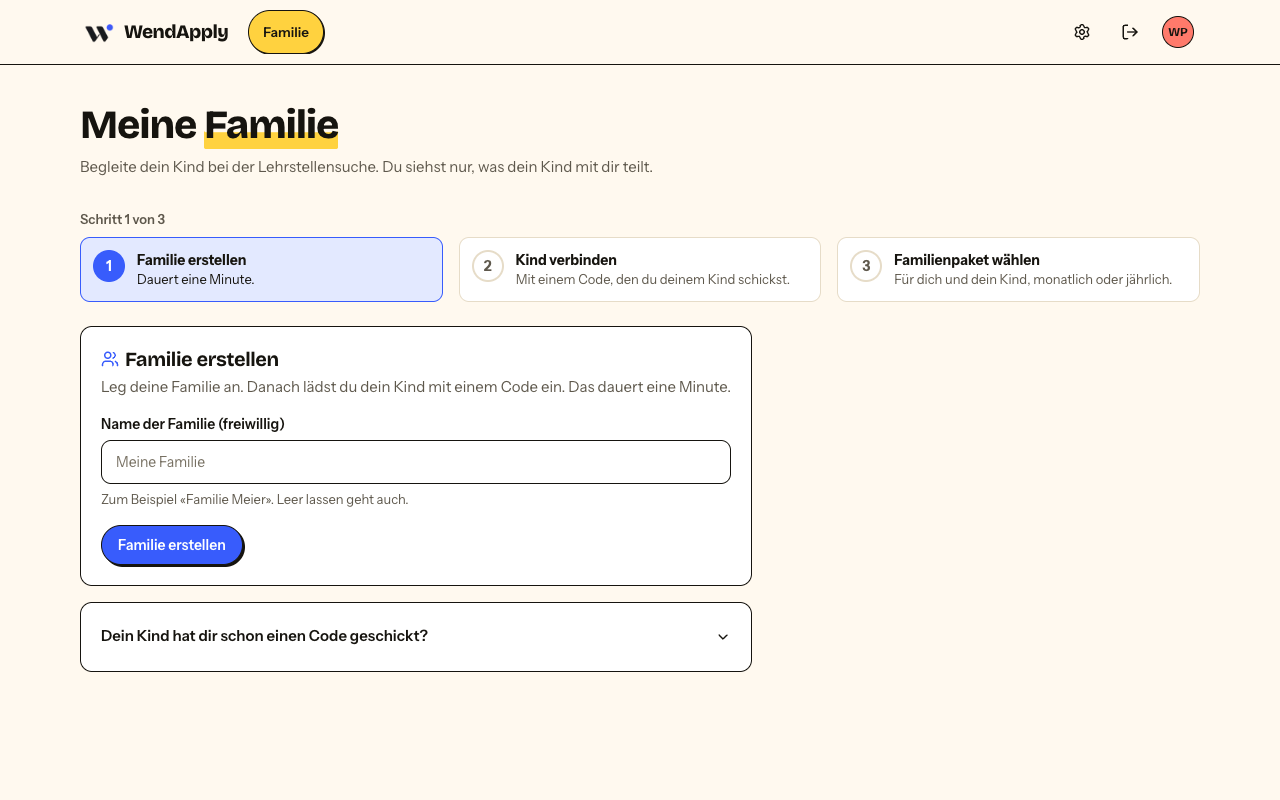 WendApply
Familie
WP
Meine Familie
Begleite dein Kind bei der Lehrstellensuche. Du siehst nur, was dein Kind mit dir teilt.
Schritt 1 von 3
1
Familie erstellen
Dauert eine Minute.
2
Kind verbinden
Mit einem Code, den du deinem Kind schickst.
3
Familienpaket wählen
Für dich und dein Kind, monatlich oder jährlich.
Familie erstellen
Leg deine Familie an. Danach lädst du dein Kind mit einem Code ein. Das dauert eine Minute.
Name der Familie (freiwillig)
Meine Familie
Zum Beispiel «Familie Meier». Leer lassen geht auch.
Familie erstellen
Dein Kind hat dir schon einen Code geschickt?